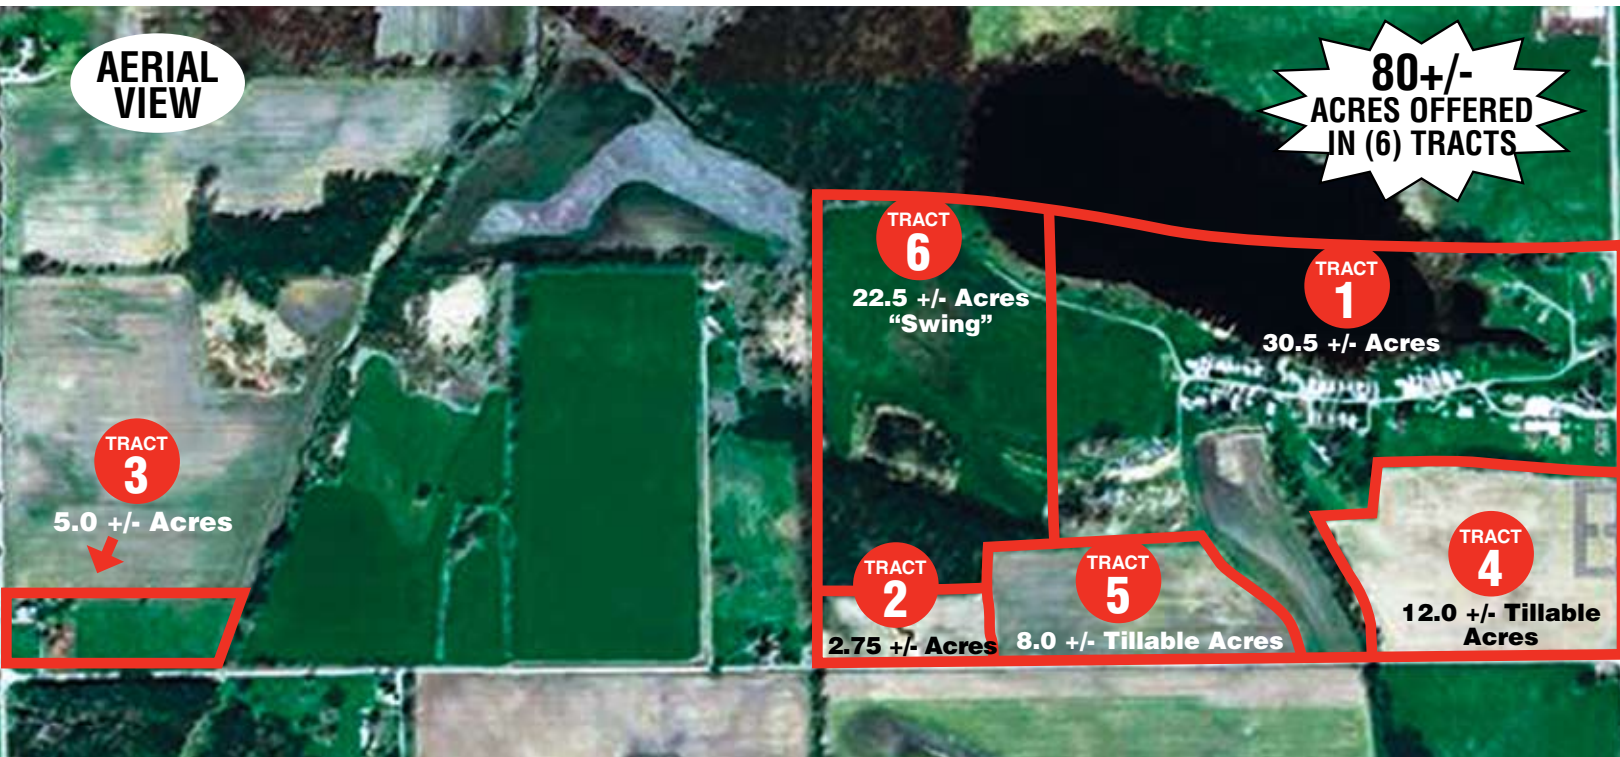 AERIAL
VIEW
80+/-
ACRES OFFERED
IN (6) TRACTS
TRACT
6
22.5 +/- Acres
“Swing”
TRACT
1
30.5 +/- Acres
TRACT
3
5.0 +/- Acres
TRACT
2
2.75 +/- Acres
TRACT
5
8.0 +/- Tillable Acres
TRACT
4
12.0 +/- Tillable
Acres